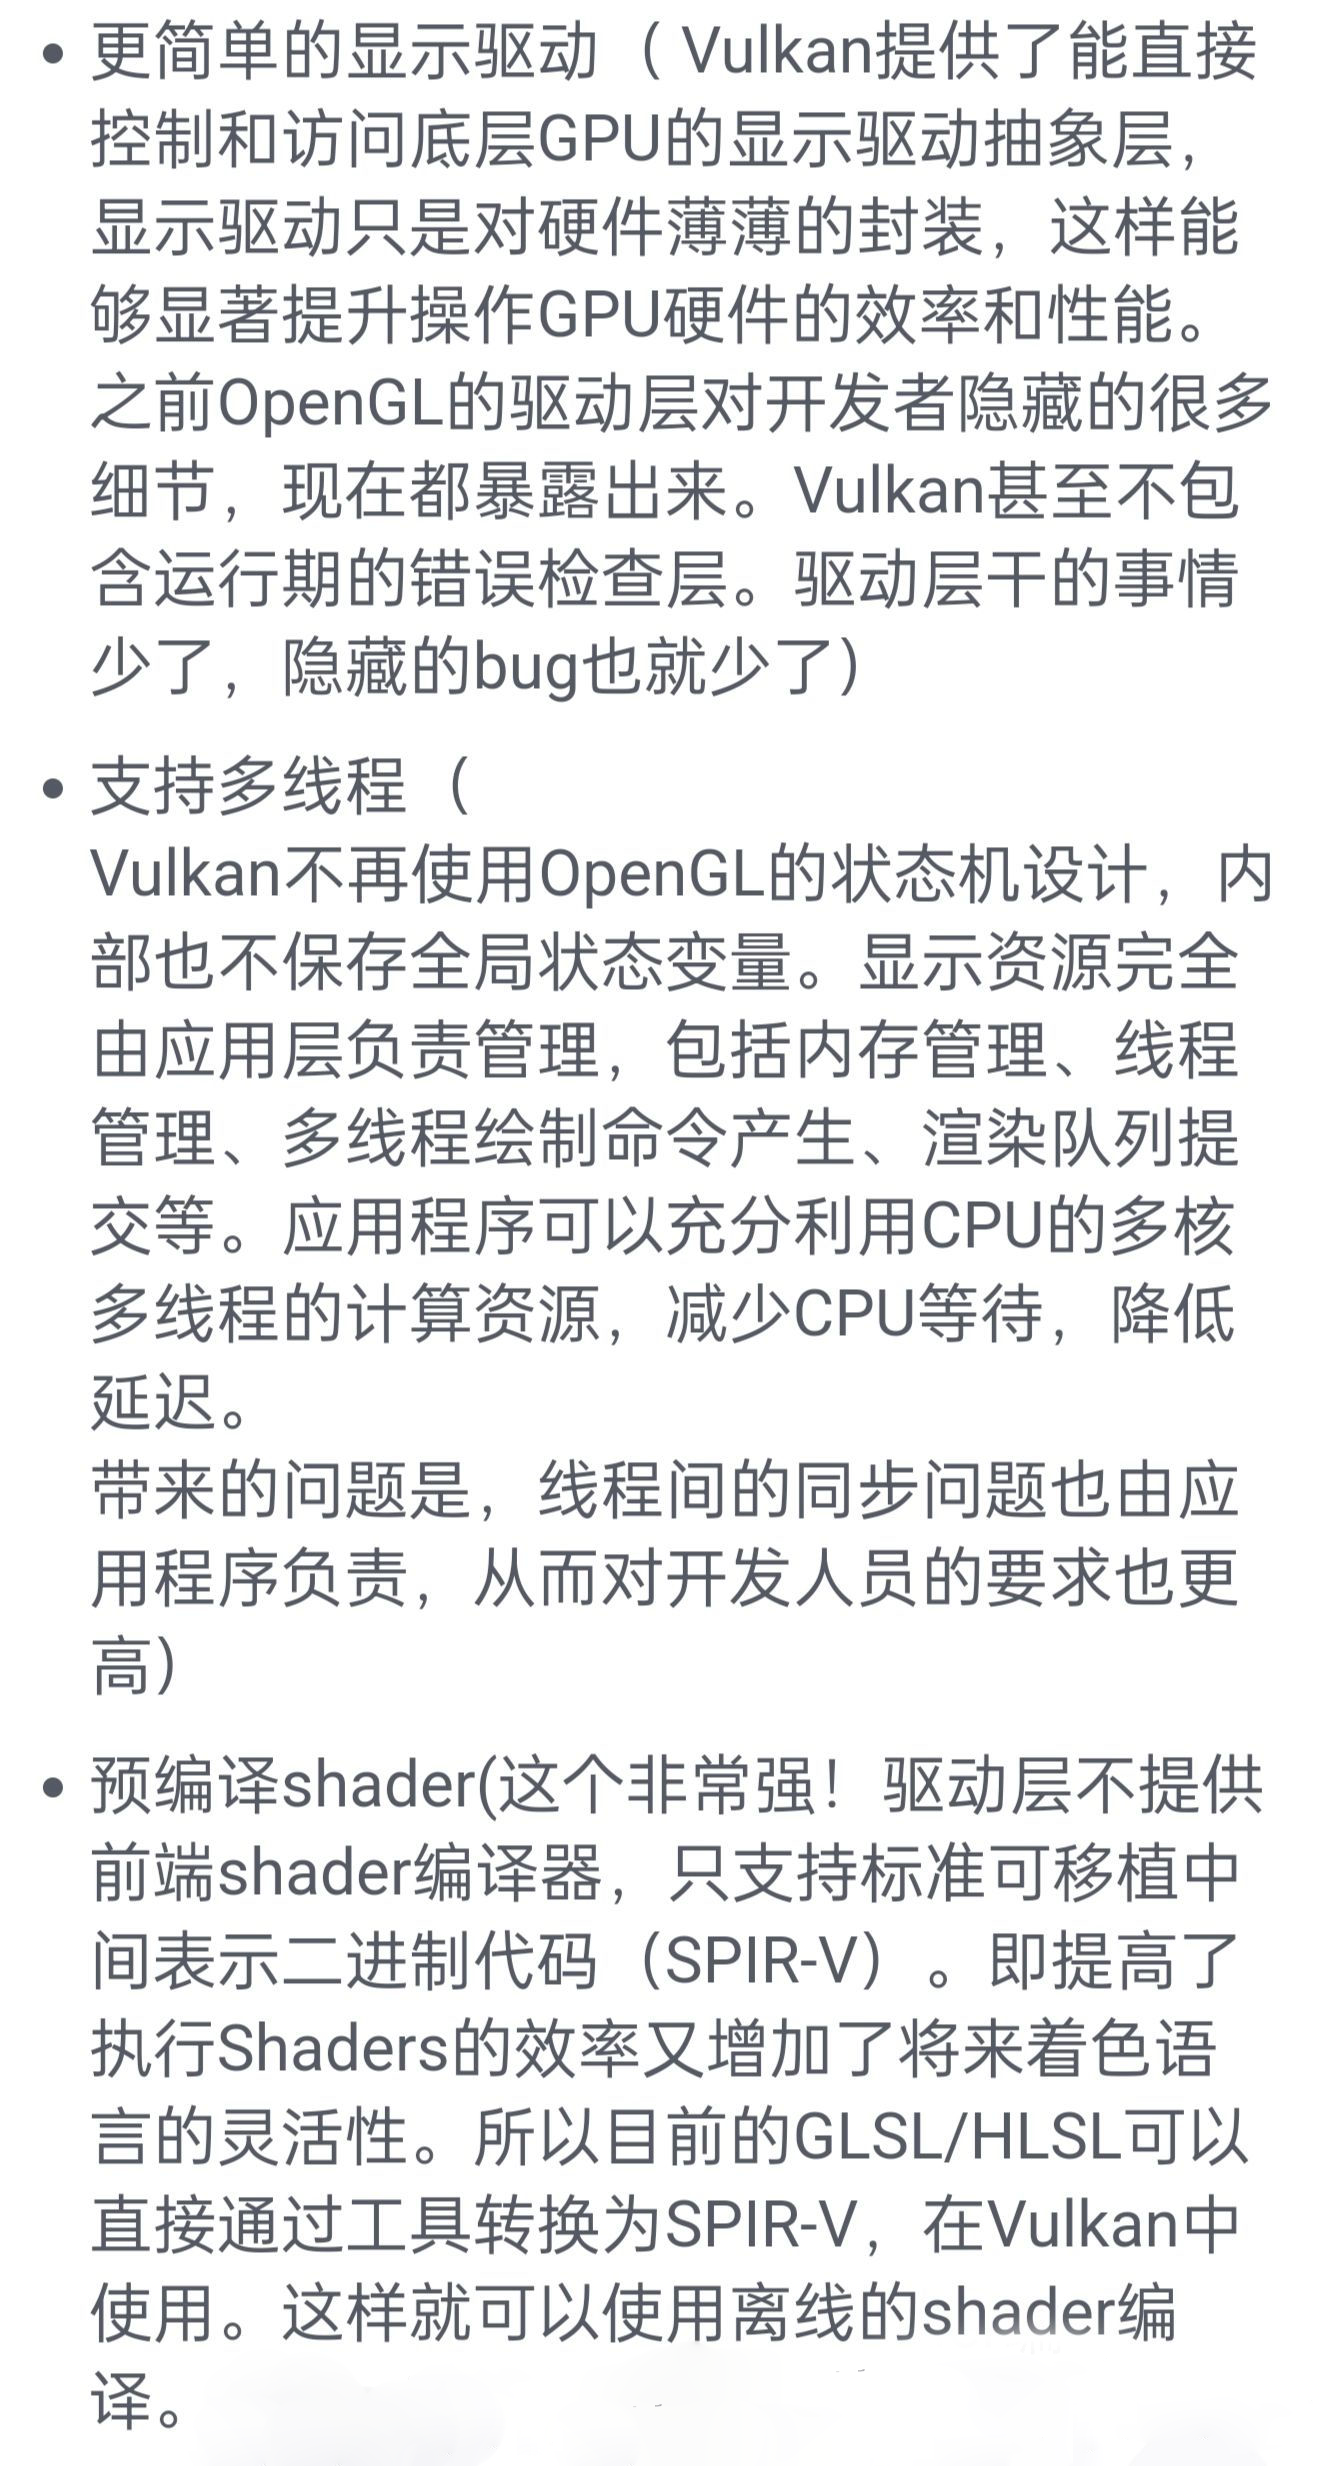 • 更简单的显示驱动（ Vulkan提供了能直接
控制和访问底层GPU的显示驱动抽象层，
显示驱动只是对硬件薄薄的封装，这样能
够显著提升操作GPU硬件的效率和性能。
之前OpenGL的驱动层对开发者隐藏的很多
细节，现在都暴露出来。Vulkan甚至不包
含运行期的错误检查层。驱动层干的事情
少了，隐藏的bug也就少了）
• 支持多线程（
Vulkan不再使用OpenGL的状态机设计，内
部也不保存全局状态变量。显示资源完全
由应用层负责管理，包括内存管理、线程
管理、多线程绘制命令产生、渲染队列提
交等。应用程序可以充分利用CPU的多核
多线程的计算资源，减少CPU等待，降低
延迟。
带来的问题是，线程间的同步问题也由应
用程序负责，从而对开发人员的要求也更
高）
• 预编译shader(这个非常强！驱动层不提供
前端shader编译器，只支持标准可移植中
间表示二进制代码（SPIR-V）。即提高了
执行Shaders的效率又增加了将来着色语
言的灵活性。所以目前的GLSL/HLSL可以
直接通过工具转换为SPIR-V，在Vulkan中
使用。这样就可以使用离线的shader编
译。